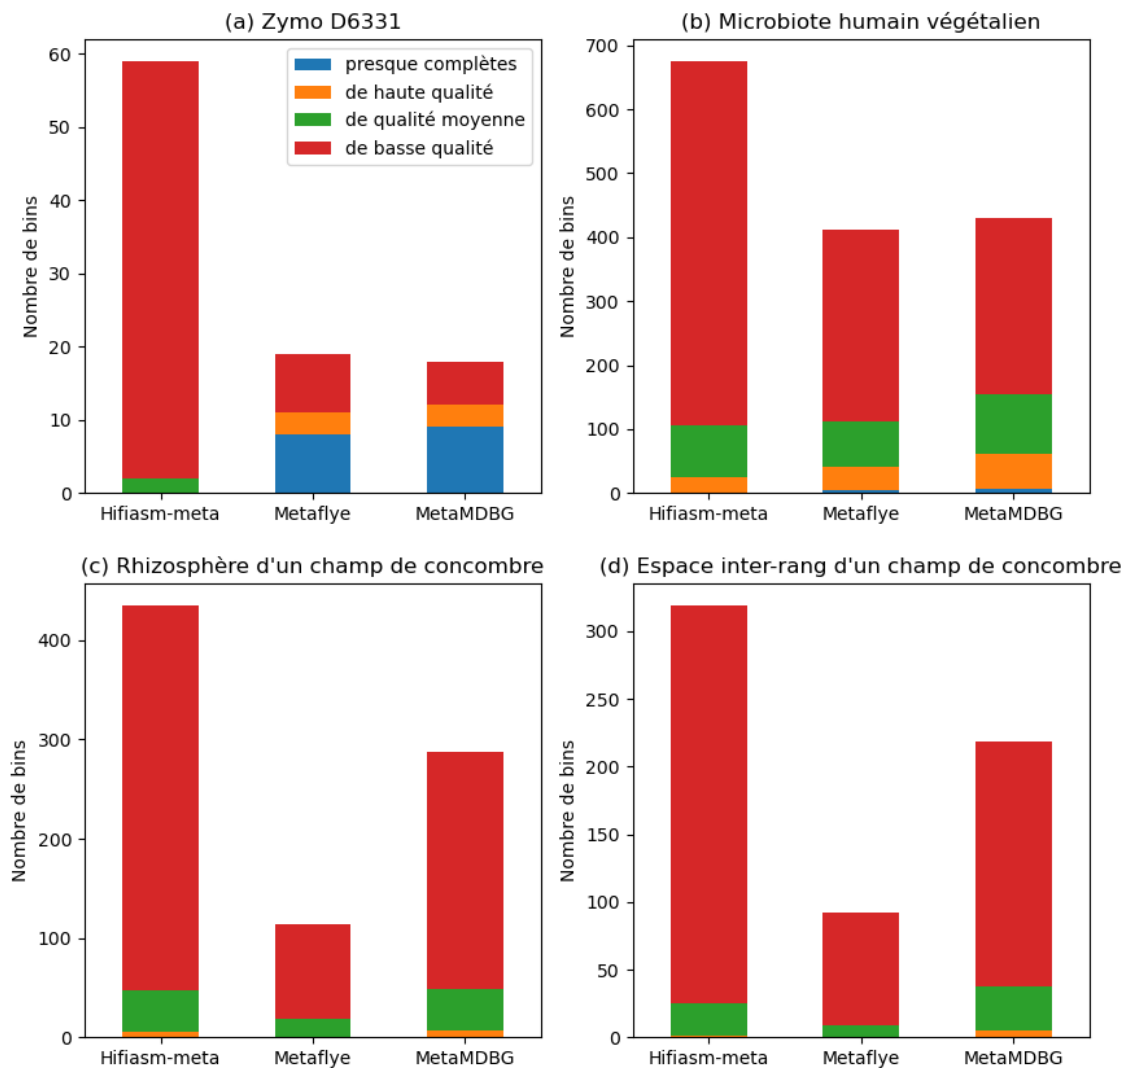 (a) Zymo D6331
Nombre de bins
60
50
40
30
20
10
0
presque complètes
de haute qualité
de qualité moyenne
de basse qualité
Hifiasm-meta Metaflye MetaMDBG
(b) Microbiote humain végétalien
Nombre de bins
700
600
500
400
300
200
100
0
Hifiasm-meta Metaflye MetaMDBG
(c) Rhizosphère d'un champ de concombre
Nombre de bins
400
300
200
100
0
Hifiasm-meta Metaflye MetaMDBG
(d) Espace inter-rang d'un champ de concombre
Nombre de bins
300
250
200
150
100
50
0
Hifiasm-meta Metaflye MetaMDBG